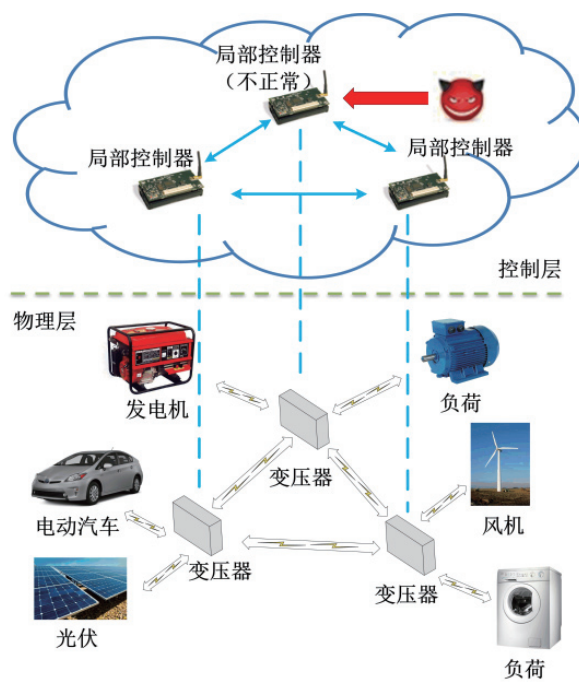 局部控制器
（不正常）
局部控制器
局部控制器
控制层
物理层
发电机
负荷
变压器
电动汽车
风机
变压器
变压器
光伏
负荷